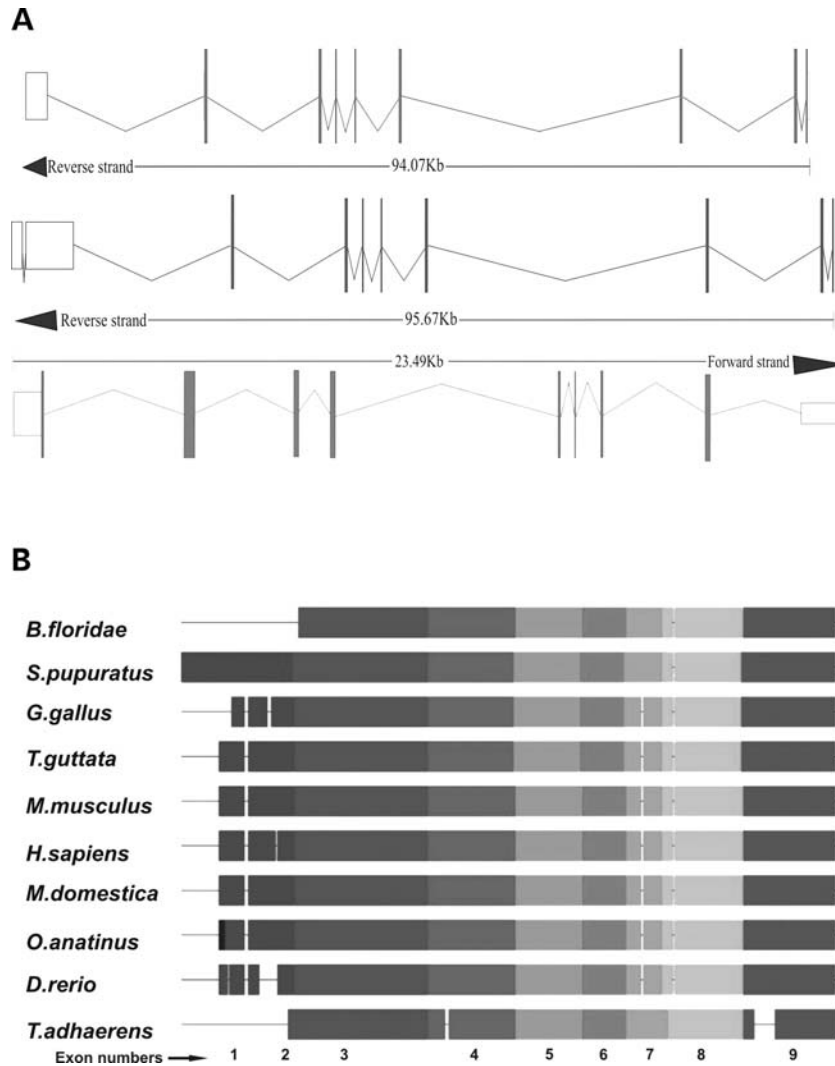 A
Reverse strand 94.07Kb
Reverse strand 95.67Kb
23.49Kb Forward strand
B
B.floridae
S.pupuratus
G.gallus
T.guttata
M.musculus
H.sapiens
M.domestica
O.anatinus
D.rerio
T.adhaerens
Exon numbers 1 2 3 4 5 6 7 8 9